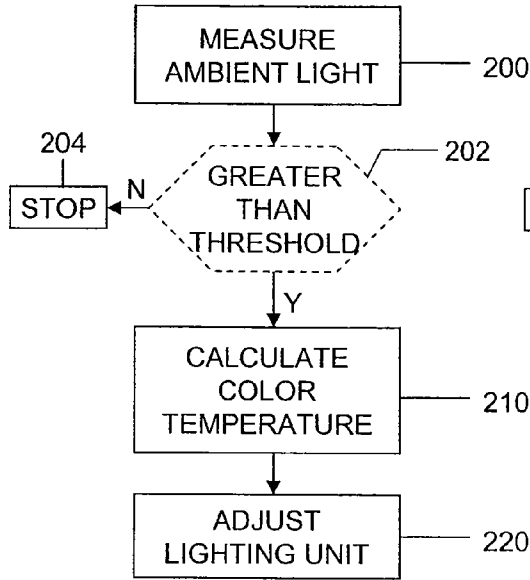 MEASURE
AMBIENT LIGHT
200
204
202
N
STOP
GREATER
THAN
THRESHOLD
Y
CALCULATE
COLOR
TEMPERATURE
210
ADJUST
LIGHTING UNIT
220